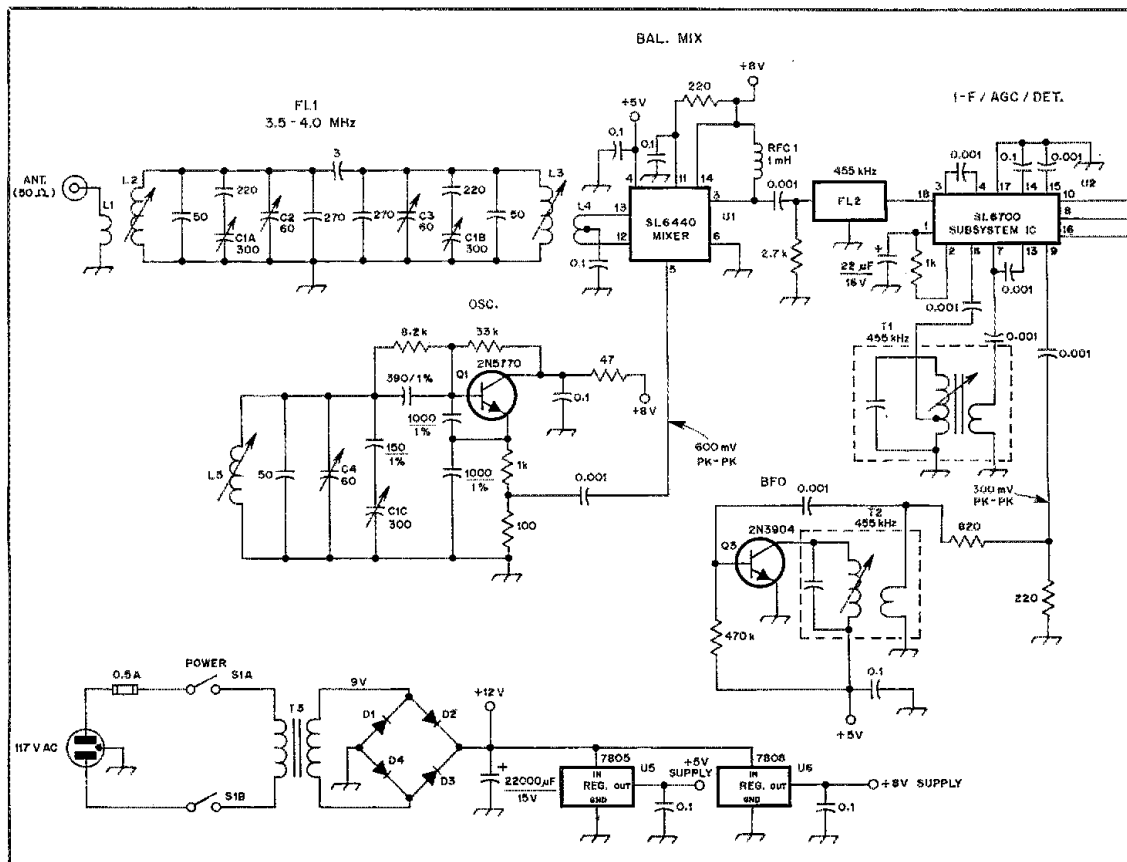 BAL. MIX
FL1
3.5 - 4.0 MHz
I-F / AGC / DET.
+5V
220
+8V
0.1
0.1
RFC 1
1 mH
ANT.
(50 Ω)
L1
L2
50
220
C1A
300
C2
60
3
270
270
C3
60
220
C1B
300
50
L3
L4
0.1
4
11
14
13
12
3
6
5
SL6440
MIXER
U1
0.001
2.7k
455 kHz
FL2
0.001
0.1
0.001
3
4
17
14
15
18
1
2
7
13
9
10
8
16
U2
SL6700
SUBSYSTEM IC
22 µF
16V
1k
0.001
0.001
0.001
0.001
T1
455 kHz
OSC.
8.2k
33k
390/1%
Q1
2N5770
47
0.1
+8V
1000
1%
150
1%
1000
1%
1k
100
0.001
L5
50
C4
60
C1C
300
600 mV
PK-PK
BFO
0.001
300 mV
PK-PK
T2
455 kHz
2N3904
Q3
820
220
470k
0.1
+5V
POWER
0.5A
S1A
S1B
117 V AC
T3
9V
D1
D2
D4
D3
+12V
22000µF
15V
7805
U5
IN
REG. OUT
GND
+5V
SUPPLY
0.1
7808
U6
IN
REG. OUT
GND
+8V SUPPLY
0.1